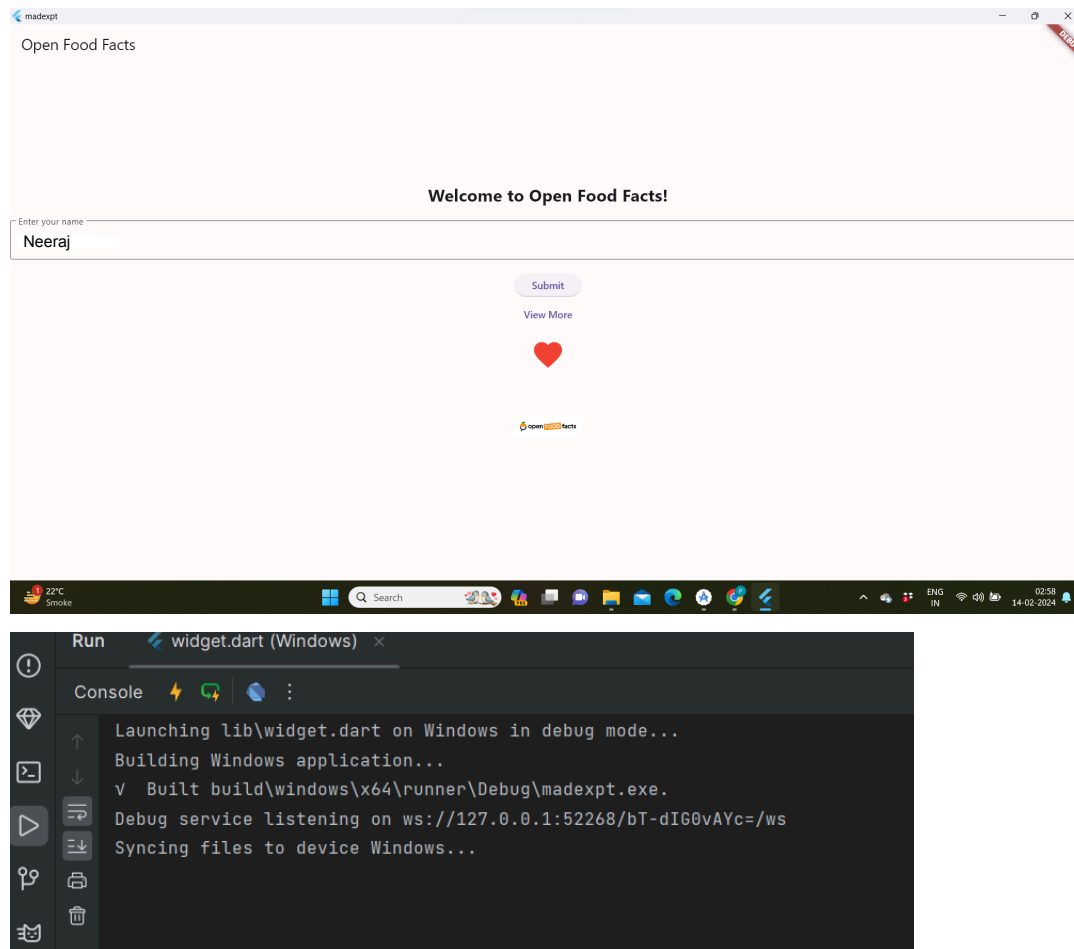 madexpt
Open Food Facts
DEBUG
Welcome to Open Food Facts!
Enter your name
Neeraj
Submit
View More
open FOOD facts
1
22°C
Smoke
Search
ENG
IN
02:58
14-02-2024
Run widget.dart (Windows)
Console
Launching lib\widget.dart on Windows in debug mode...
Building Windows application...
√ Built build\windows\x64\runner\Debug\madexpt.exe.
Debug service listening on ws://127.0.0.1:52268/bT-dIG0vAYc=/ws
Syncing files to device Windows...